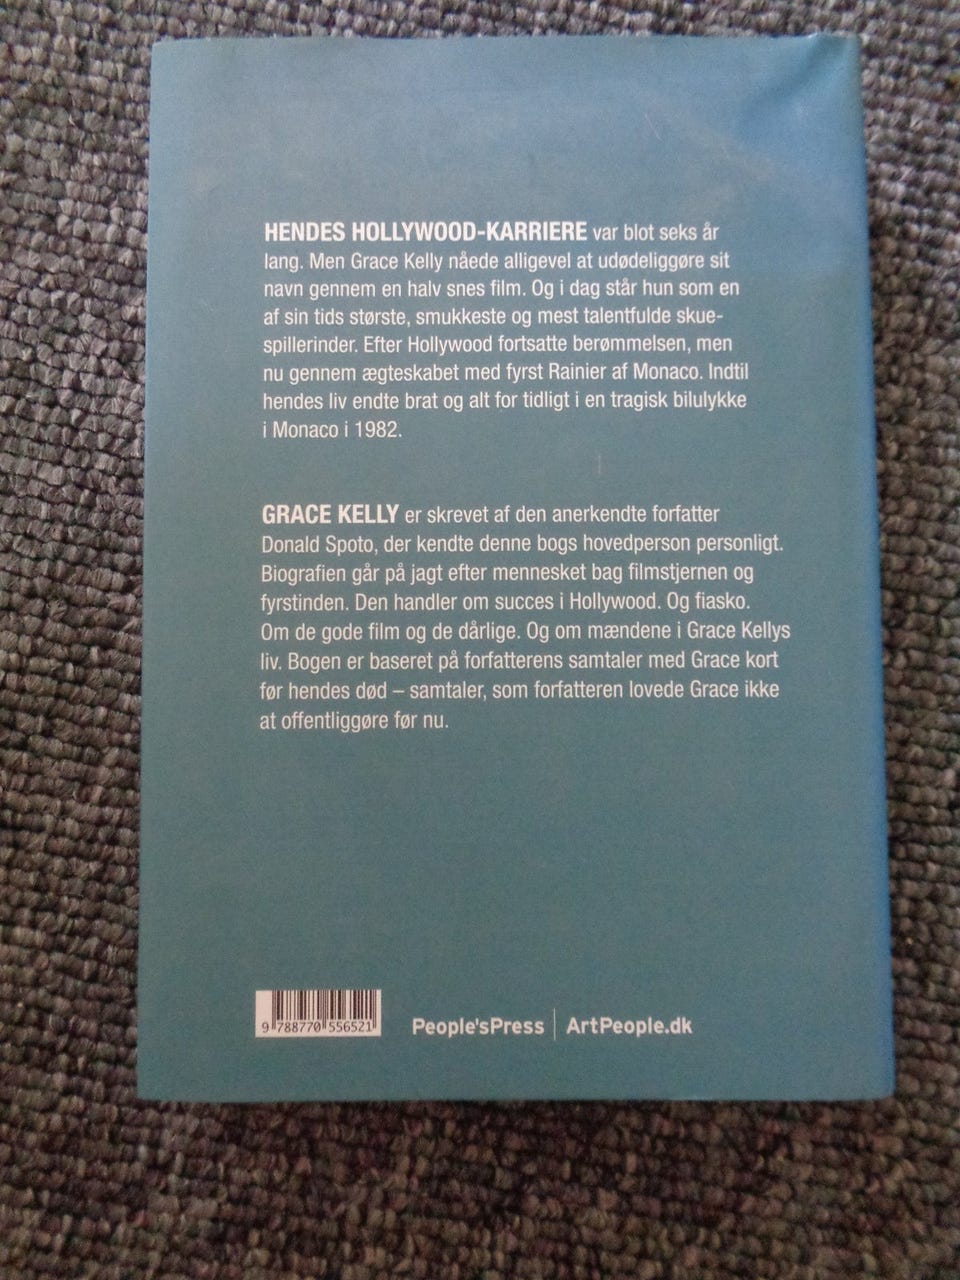 HENDES HOLLYWOOD-KARRIERE var blot seks år
lang. Men Grace Kelly nåede alligevel at udødeliggøre sit
navn gennem en halv snes film. Og i dag står hun som en
af sin tids største, smukkeste og mest talentfulde skue-
spillerinder. Efter Hollywood fortsatte berømmelsen, men
nu gennem ægteskabet med fyrst Rainier af Monaco. Indtil
hendes liv endte brat og alt for tidligt i en tragisk bilulykke
i Monaco i 1982.
GRACE KELLY er skrevet af den anerkendte forfatter
Donald Spoto, der kendte denne bogs hovedperson personligt.
Biografien går på jagt efter mennesket bag filmstjernen og
fyrstinden. Den handler om succes i Hollywood. Og fiasko.
Om de gode film og de dårlige. Og om mændene i Grace Kellys
liv. Bogen er baseret på forfatterens samtaler med Grace kort
før hendes død – samtaler, som forfatteren lovede Grace ikke
at offentliggøre før nu.
9 788770 556521
People'sPress | ArtPeople.dk